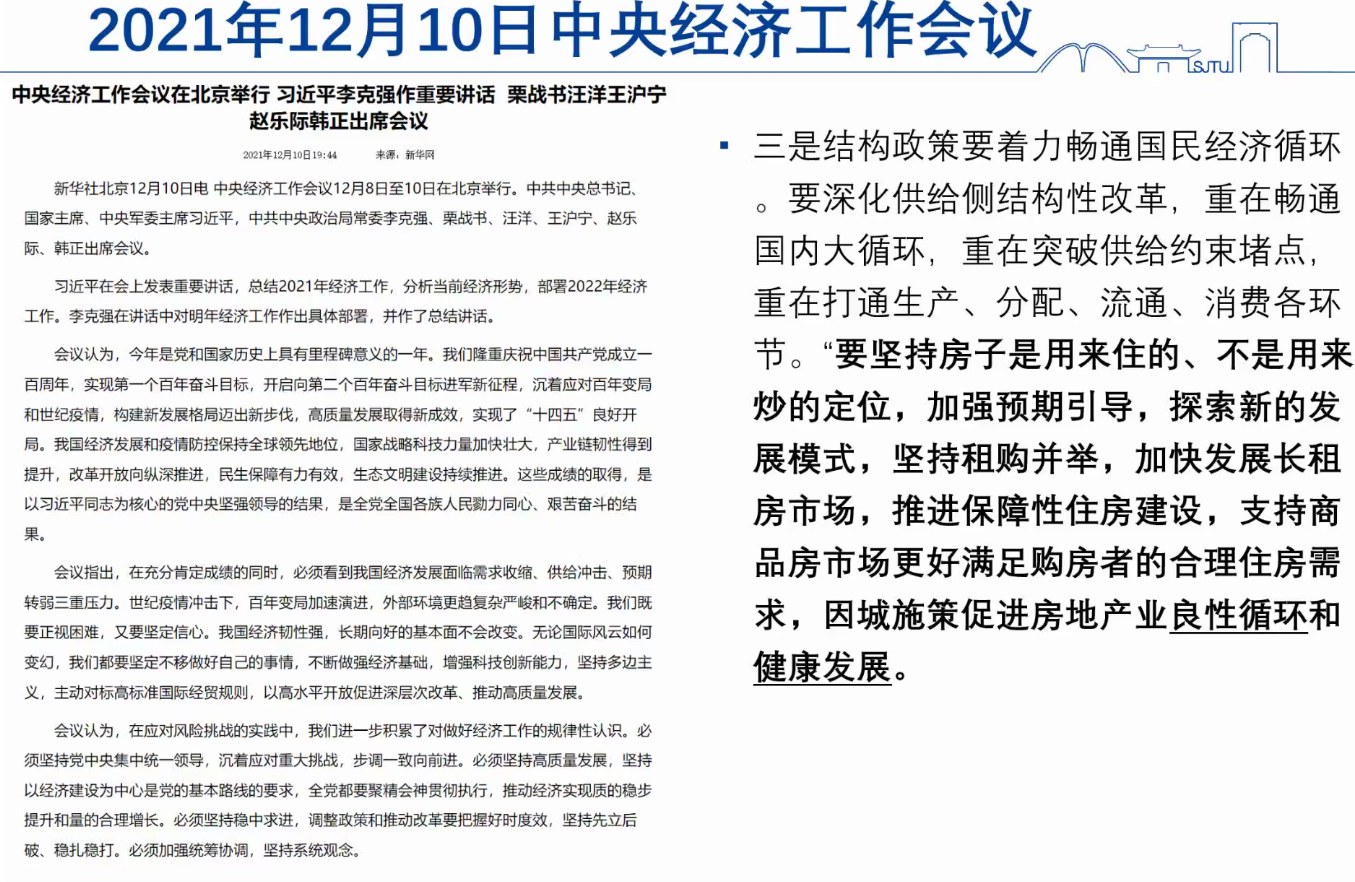 2021年12月10日中央经济工作会议
SJTU
中央经济工作会议在北京举行 习近平李克强作重要讲话 栗战书汪洋王沪宁
赵乐际韩正出席会议
2021年12月10日19:44 来源：新华网
新华社北京12月10日电 中央经济工作会议12月8日至10日在北京举行。中共中央总书记、
国家主席、中央军委主席习近平，中共中央政治局常委李克强、栗战书、汪洋、王沪宁、赵乐
际、韩正出席会议。
习近平在会上发表重要讲话，总结2021年经济工作，分析当前经济形势，部署2022年经济
工作。李克强在讲话中对明年经济工作作出具体部署，并作了总结讲话。
会议认为，今年是党和国家历史上具有里程碑意义的一年。我们隆重庆祝中国共产党成立一
百周年，实现第一个百年奋斗目标，开启向第二个百年奋斗目标进军新征程，沉着应对百年变局
和世纪疫情，构建新发展格局迈出新步伐，高质量发展取得新成效，实现了“十四五”良好开
局。我国经济发展和疫情防控保持全球领先地位，国家战略科技力量加快壮大，产业链韧性得到
提升，改革开放向纵深推进，民生保障有力有效，生态文明建设持续推进。这些成绩的取得，是
以习近平同志为核心的党中央坚强领导的结果，是全党全国各族人民勠力同心、艰苦奋斗的结
果。
会议指出，在充分肯定成绩的同时，必须看到我国经济发展面临需求收缩、供给冲击、预期
转弱三重压力。世纪疫情冲击下，百年变局加速演进，外部环境更趋复杂严峻和不确定。我们既
要正视困难，又要坚定信心。我国经济韧性强，长期向好的基本面不会改变。无论国际风云如何
变幻，我们都要坚定不移做好自己的事情，不断做强经济基础，增强科技创新能力，坚持多边主
义，主动对标高标准国际经贸规则，以高水平开放促进深层次改革、推动高质量发展。
会议认为，在应对风险挑战的实践中，我们进一步积累了对做好经济工作的规律性认识。必
须坚持党中央集中统一领导，沉着应对重大挑战，步调一致向前进。必须坚持高质量发展，坚持
以经济建设为中心是党的基本路线的要求，全党都要聚精会神贯彻执行，推动经济实现质的稳步
提升和量的合理增长。必须坚持稳中求进，调整政策和推动改革要把握好时度效，坚持先立后
破、稳扎稳打。必须加强统筹协调，坚持系统观念。
▪ 三是结构政策要着力畅通国民经济循环
。要深化供给侧结构性改革，重在畅通
国内大循环，重在突破供给约束堵点，
重在打通生产、分配、流通、消费各环
节。“要坚持房子是用来住的、不是用来
炒的定位，加强预期引导，探索新的发
展模式，坚持租购并举，加快发展长租
房市场，推进保障性住房建设，支持商
品房市场更好满足购房者的合理住房需
求，因城施策促进房地产业良性循环和
健康发展。